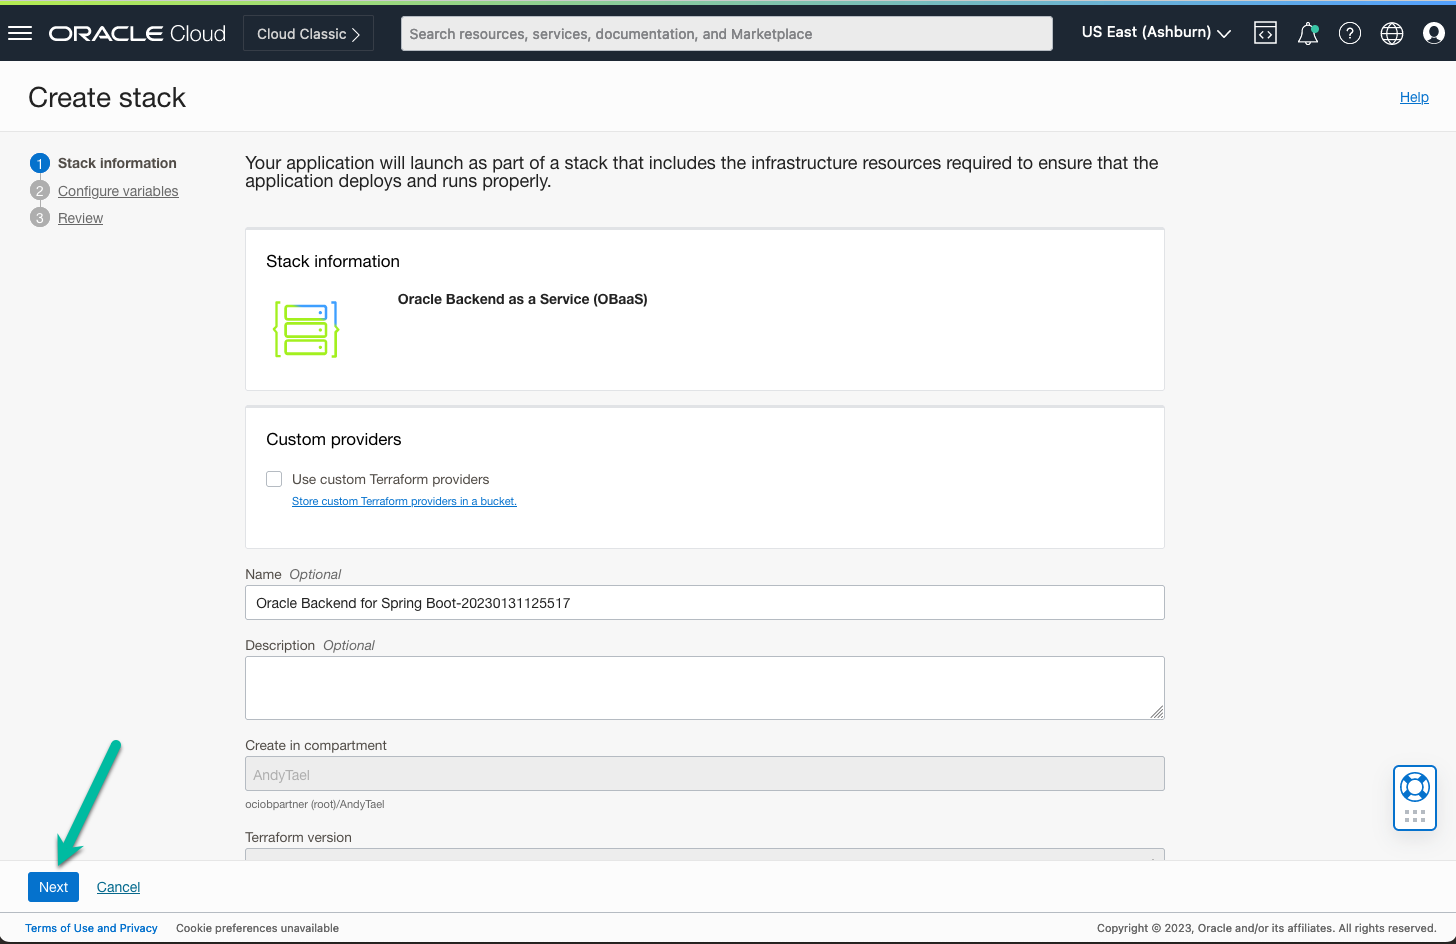 ORACLE Cloud
Cloud Classic
Search resources, services, documentation, and Marketplace
US East (Ashburn)
Create stack
Help
1 Stack information
2 Configure variables
3 Review
Your application will launch as part of a stack that includes the infrastructure resources required to ensure that the
application deploys and runs properly.
Stack information
Oracle Backend as a Service (OBaaS)
Custom providers
Use custom Terraform providers
Store custom Terraform providers in a bucket.
Name Optional
Oracle Backend for Spring Boot-20230131125517
Description Optional
Create in compartment
AndyTael
ociobpartner (root)/AndyTael
Terraform version
Next Cancel
Terms of Use and Privacy Cookie preferences unavailable
Copyright © 2023, Oracle and/or its affiliates. All rights reserved.